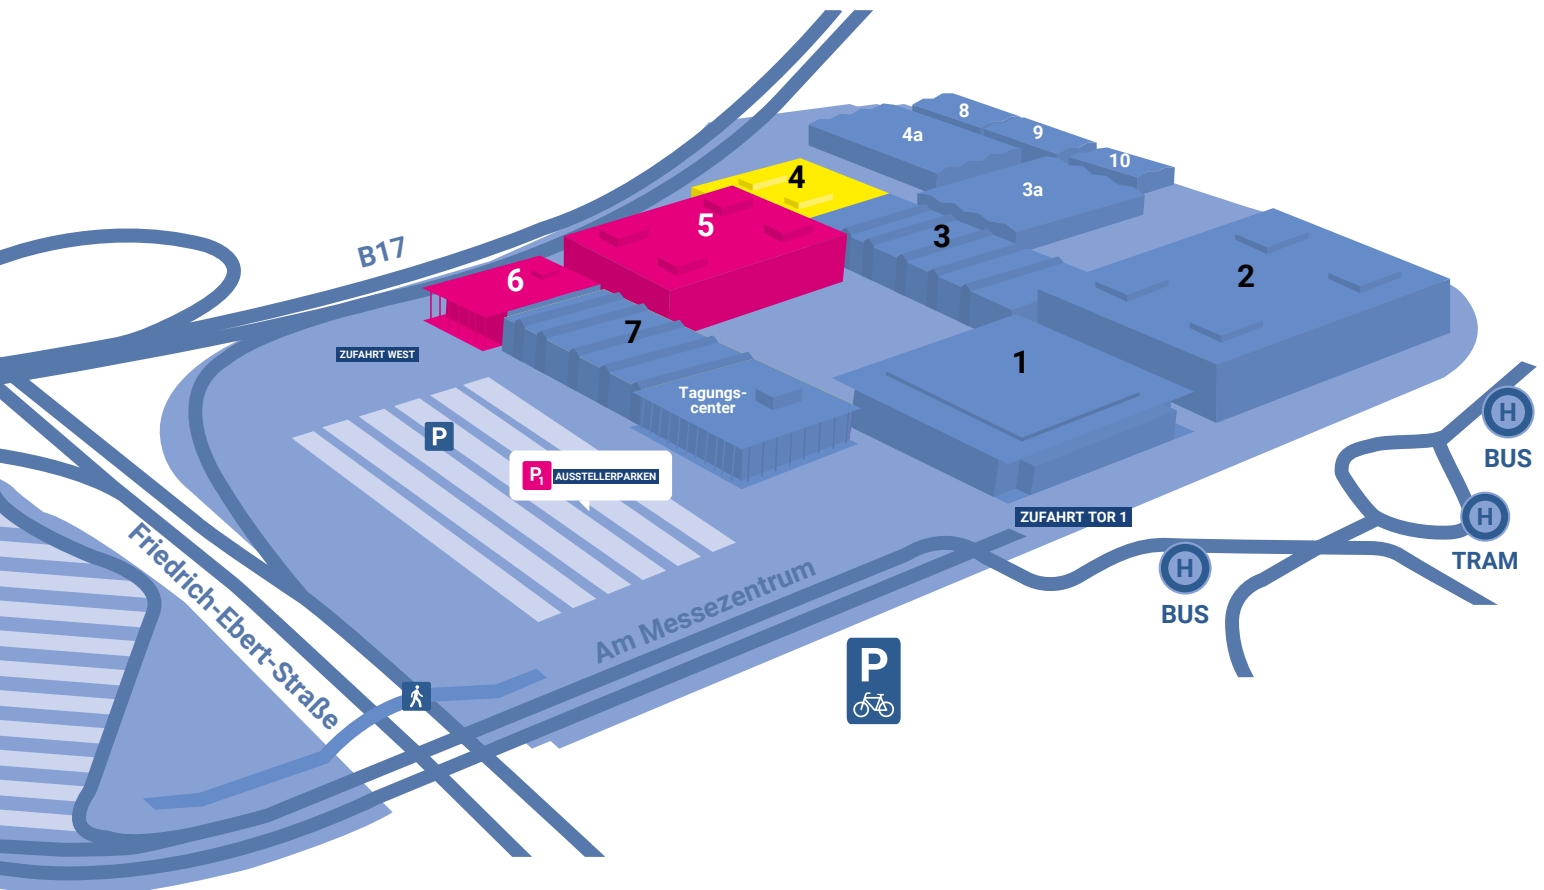 8
9
4a
10
4
3a
5
3
B17
6
2
7
ZUFAHRT WEST
1
Tagungs-
center
P
P1 AUSSTELLERPARKEN
H
BUS
ZUFAHRT TOR 1
H
TRAM
H
BUS
Friedrich-Ebert-Straße
Am Messezentrum
P